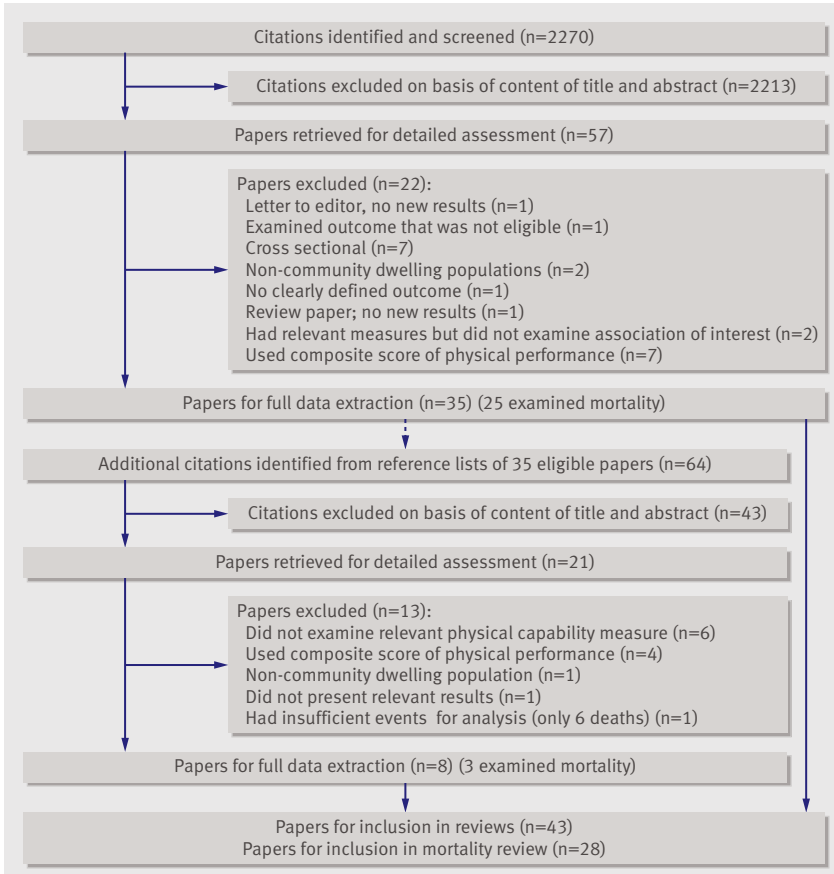 Citations identified and screened (n=2270)
Citations excluded on basis of content of title and abstract (n=2213)
Papers retrieved for detailed assessment (n=57)
Papers excluded (n=22):
Letter to editor, no new results (n=1)
Examined outcome that was not eligible (n=1)
Cross sectional (n=7)
Non-community dwelling populations (n=2)
No clearly defined outcome (n=1)
Review paper; no new results (n=1)
Had relevant measures but did not examine association of interest (n=2)
Used composite score of physical performance (n=7)
Papers for full data extraction (n=35) (25 examined mortality)
Additional citations identified from reference lists of 35 eligible papers (n=64)
Citations excluded on basis of content of title and abstract (n=43)
Papers retrieved for detailed assessment (n=21)
Papers excluded (n=13):
Did not examine relevant physical capability measure (n=6)
Used composite score of physical performance (n=4)
Non-community dwelling population (n=1)
Did not present relevant results (n=1)
Had insufficient events for analysis (only 6 deaths) (n=1)
Papers for full data extraction (n=8) (3 examined mortality)
Papers for inclusion in reviews (n=43)
Papers for inclusion in mortality review (n=28)